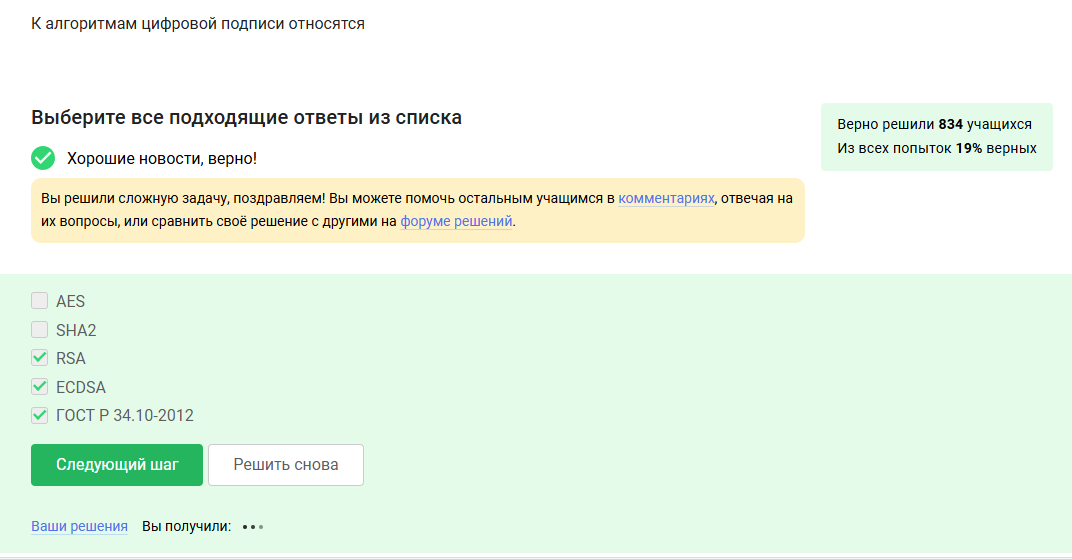 К алгоритмам цифровой подписи относятся
Выберите все подходящие ответы из списка
Верно решили 834 учащихся
Из всех попыток 19% верных
Хорошие новости, верно!
Вы решили сложную задачу, поздравляем! Вы можете помочь остальным учащимся в комментариях, отвечая на
их вопросы, или сравнить своё решение с другими на форуме решений.
AES
SHA2
RSA
ECDSA
ГОСТ Р 34.10-2012
Следующий шаг
Решить снова
Ваши решения Вы получили: